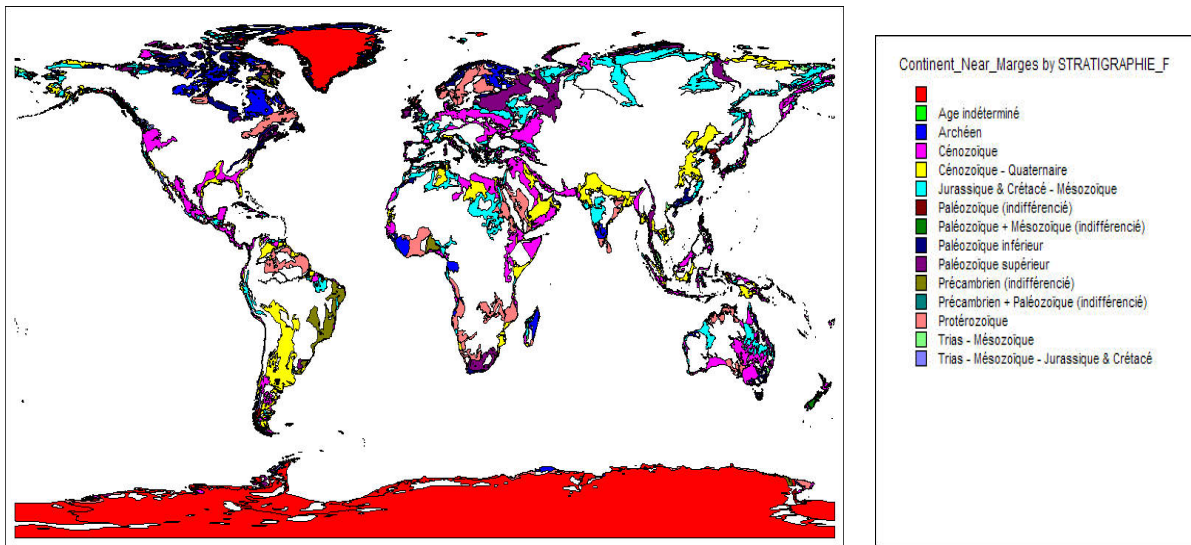 Continent_Near_Marges by STRATIGRAPHIE_F
Age indéterminé
Archéen
Cénozoïque
Cénozoïque - Quaternaire
Jurassique & Crétacé - Mésozoïque
Paléozoïque (indifférencié)
Paléozoïque + Mésozoïque (indifférencié)
Paléozoïque inférieur
Paléozoïque supérieur
Précambrien (indifférencié)
Précambrien + Paléozoïque (indifférencié)
Protérozoïque
Trias - Mésozoïque
Trias - Mésozoïque - Jurassique & Crétacé